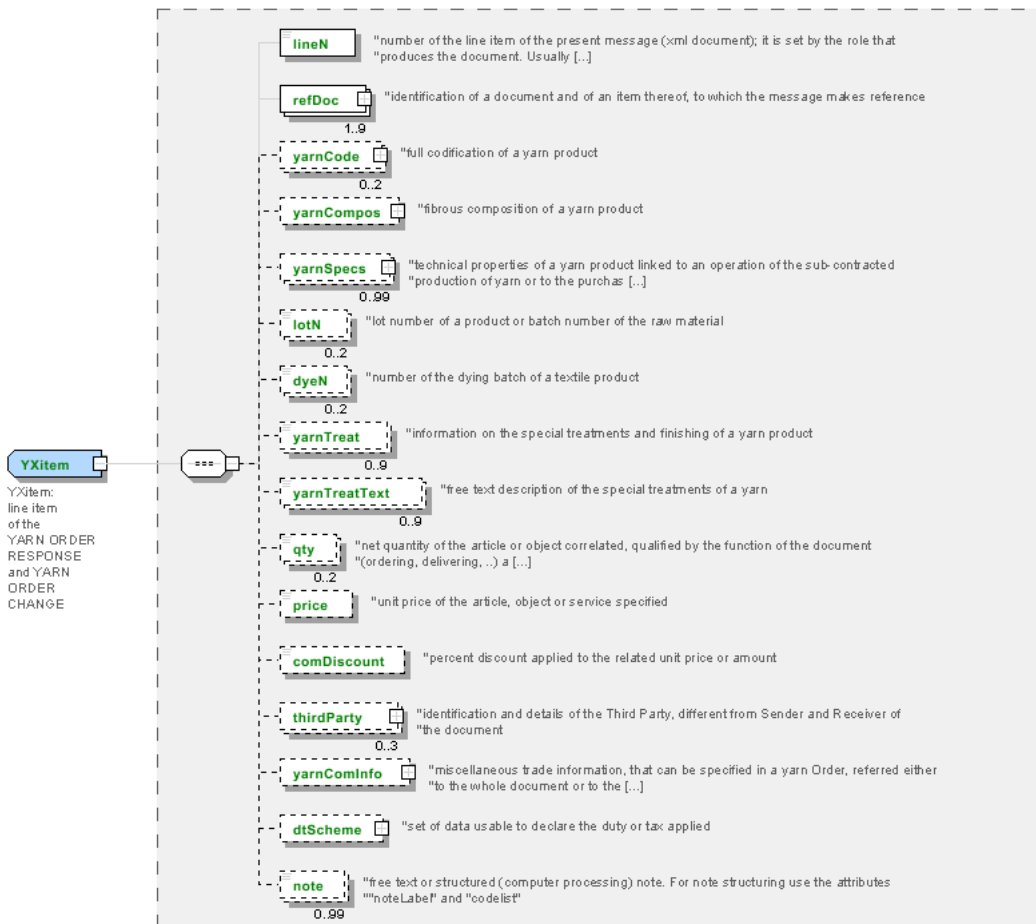 lineN
"number of the line item of the present message (xml document); it is set by the role that
"produces the document. Usually [...]
refDoc
"identification of a document and of an item thereof, to which the message makes reference
1..9
yarnCode
"full codification of a yarn product
0..2
yarnCompos
"fibrous composition of a yarn product
yarnSpecs
"technical properties of a yarn product linked to an operation of the sub-contracted
"production of yarn or to the purchas [...]
0..99
lotN
"lot number of a product or batch number of the raw material
0..2
dyeN
"number of the dying batch of a textile product
0..2
yarnTreat
"information on the special treatments and finishing of a yarn product
0..9
YXitem
YXitem:
line item
of the
YARN ORDER
RESPONSE
and YARN
ORDER
CHANGE
yarnTreatText
"free text description of the special treatments of a yarn
0..9
qty
"net quantity of the article or object correlated, qualified by the function of the document
"(ordering, delivering, ..) a [...]
0..2
price
"unit price of the article, object or service specified
comDiscount
"percent discount applied to the related unit price or amount
thirdParty
"identification and details of the Third Party, different from Sender and Receiver of
"the document
0..3
yarnComInfo
"miscellaneous trade information, that can be specified in a yarn Order, referred either
"to the whole document or to the [...]
dtScheme
"set of data usable to declare the duty or tax applied
note
"free text or structured (computer processing) note. For note structuring use the attributes
""noteLabel" and "codelist"
0..99